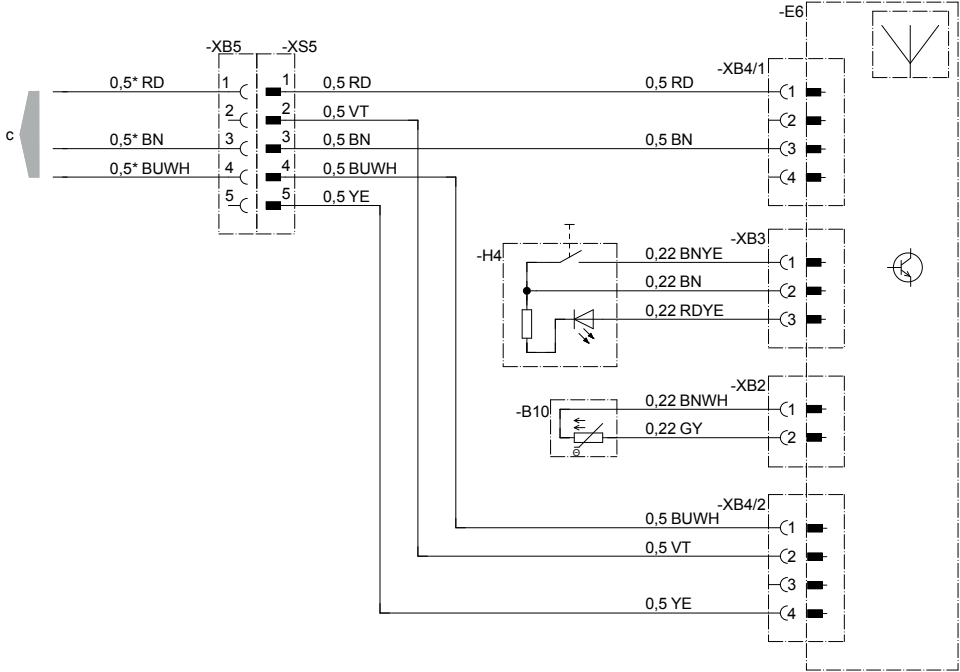 -E6
-XB5 -XS5
-XB4/1
1 1
0,5* RD 0,5 RD 0,5 RD
1
2 2
0,5 VT
2
c
3 3
0,5* BN 0,5 BN 0,5 BN
3
4 4
0,5* BUWH 0,5 BUWH
4
5 5
0,5 YE
-XB3
-H4
0,22 BNYE
1
0,22 BN
2
0,22 RDYE
3
-XB2
-B10
0,22 BNWH
1
0,22 GY
2
-XB4/2
0,5 BUWH
1
0,5 VT
2
3
0,5 YE
4